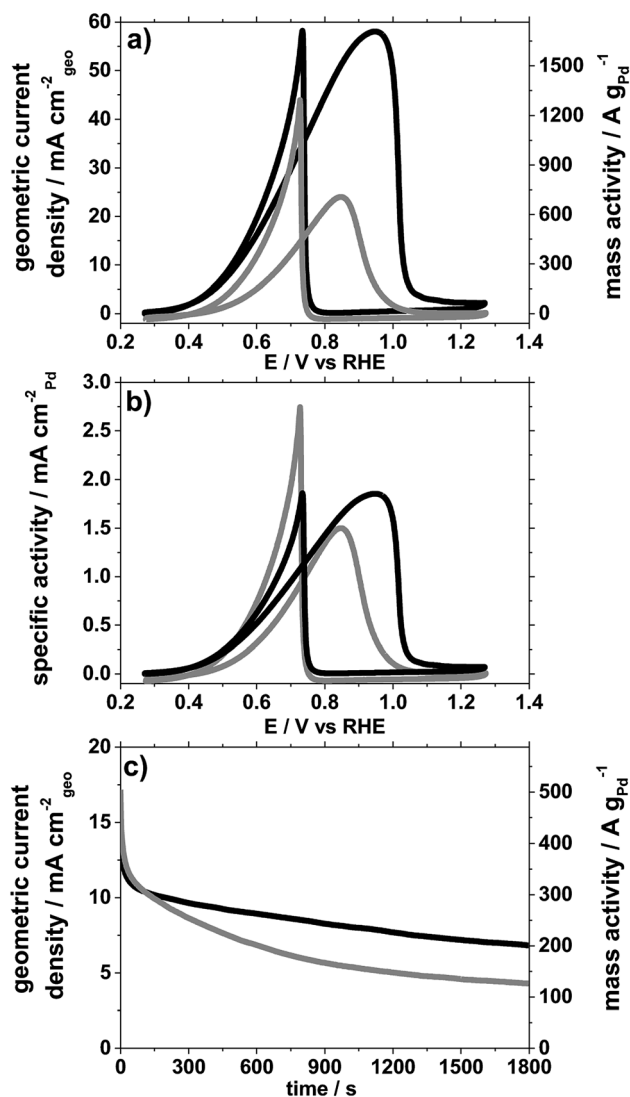 a)
60
50
40
30
20
10
0
geometric current
density / mA cm⁻²geo
1500
1200
900
600
300
0
mass activity / A gPd⁻¹
0.2 0.4 0.6 0.8 1.0 1.2 1.4
E / V vs RHE
b)
3.0
2.5
2.0
1.5
1.0
0.5
0.0
specific activity / mA cm⁻²Pd
0.2 0.4 0.6 0.8 1.0 1.2 1.4
E / V vs RHE
c)
20
15
10
5
0
geometric current
density / mA cm⁻²geo
500
400
300
200
100
0
mass activity / A gPd⁻¹
0 300 600 900 1200 1500 1800
time / s